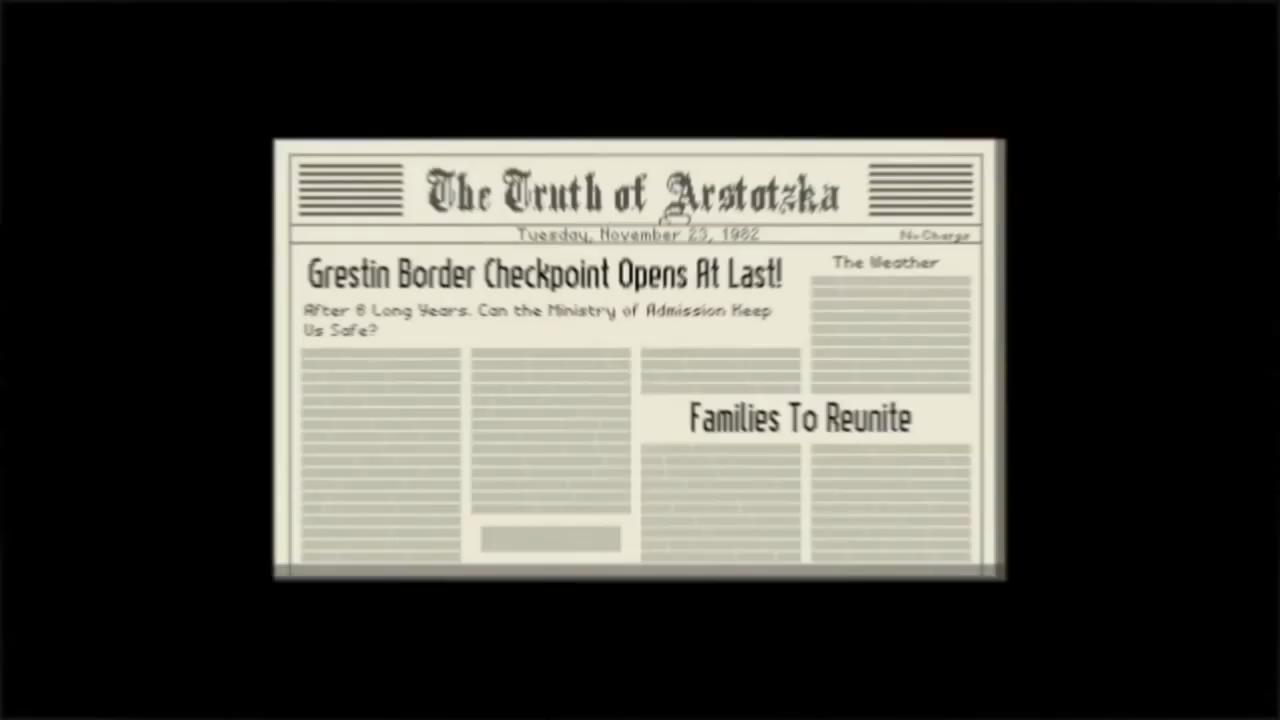 The Truth of Arstotzka
Tuesday, November 23, 1982
No Charge
Grestin Border Checkpoint Opens At Last!
The Weather
After 6 Long Years. Can the Ministry of Admission Keep
Us Safe?
Families To Reunite